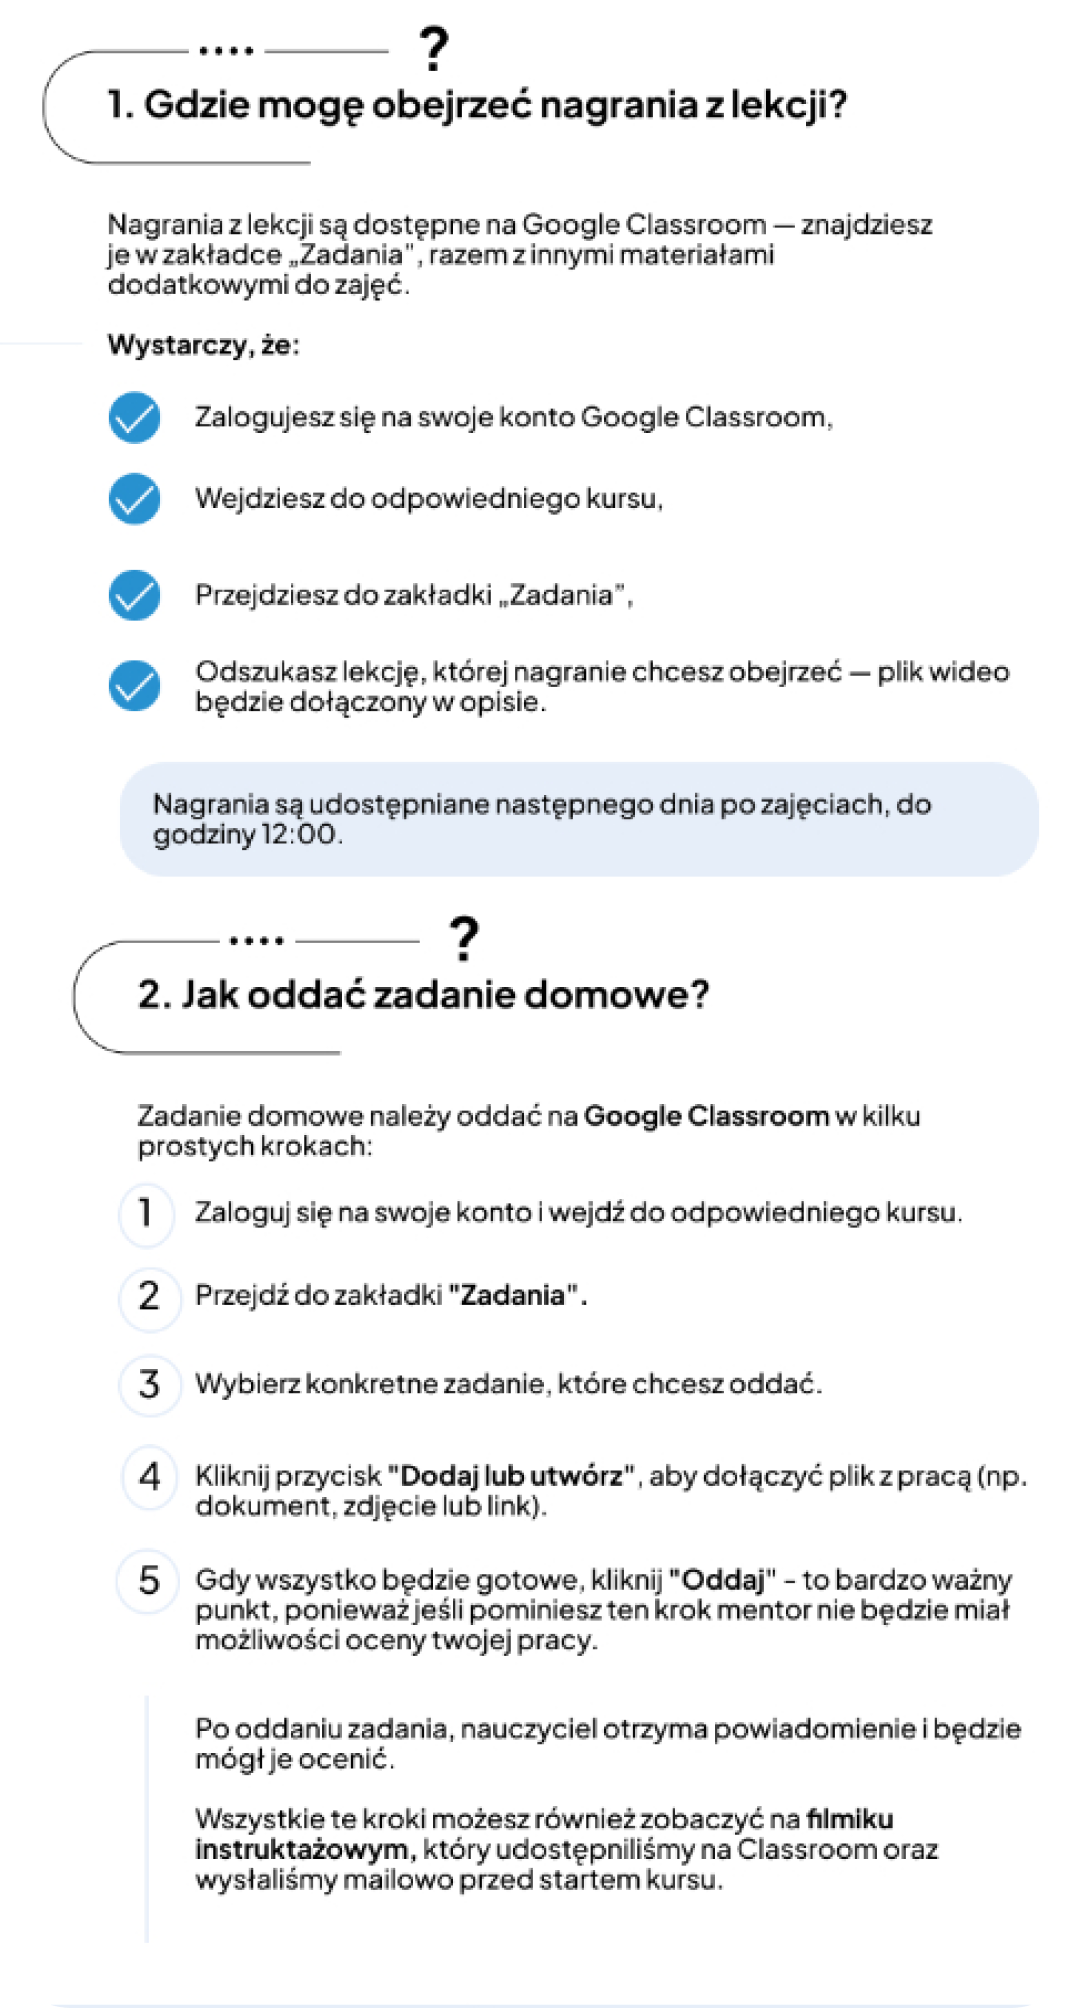 ?
1. Gdzie mogę obejrzeć nagrania z lekcji?
Nagrania z lekcji są dostępne na Google Classroom — znajdziesz
je w zakładce „Zadania", razem z innymi materiałami
dodatkowymi do zajęć.
Wystarczy, że:
Zalogujesz się na swoje konto Google Classroom,
Wejdziesz do odpowiedniego kursu,
Przejdziesz do zakładki „Zadania”,
Odszukasz lekcję, której nagranie chcesz obejrzeć — plik wideo
będzie dołączony w opisie.
Nagrania są udostępniane następnego dnia po zajęciach, do
godziny 12:00.
?
2. Jak oddać zadanie domowe?
Zadanie domowe należy oddać na Google Classroom w kilku
prostych krokach:
1 Zaloguj się na swoje konto i wejdź do odpowiedniego kursu.
2 Przejdź do zakładki "Zadania".
3 Wybierz konkretne zadanie, które chcesz oddać.
4 Kliknij przycisk "Dodaj lub utwórz", aby dołączyć plik z pracą (np.
dokument, zdjęcie lub link).
5 Gdy wszystko będzie gotowe, kliknij "Oddaj" - to bardzo ważny
punkt, ponieważ jeśli pominiesz ten krok mentor nie będzie miał
możliwości oceny twojej pracy.
Po oddaniu zadania, nauczyciel otrzyma powiadomienie i będzie
mógł je ocenić.
Wszystkie te kroki możesz również zobaczyć na filmiku
instruktażowym, który udostępniliśmy na Classroom oraz
wysłaliśmy mailowo przed startem kursu.